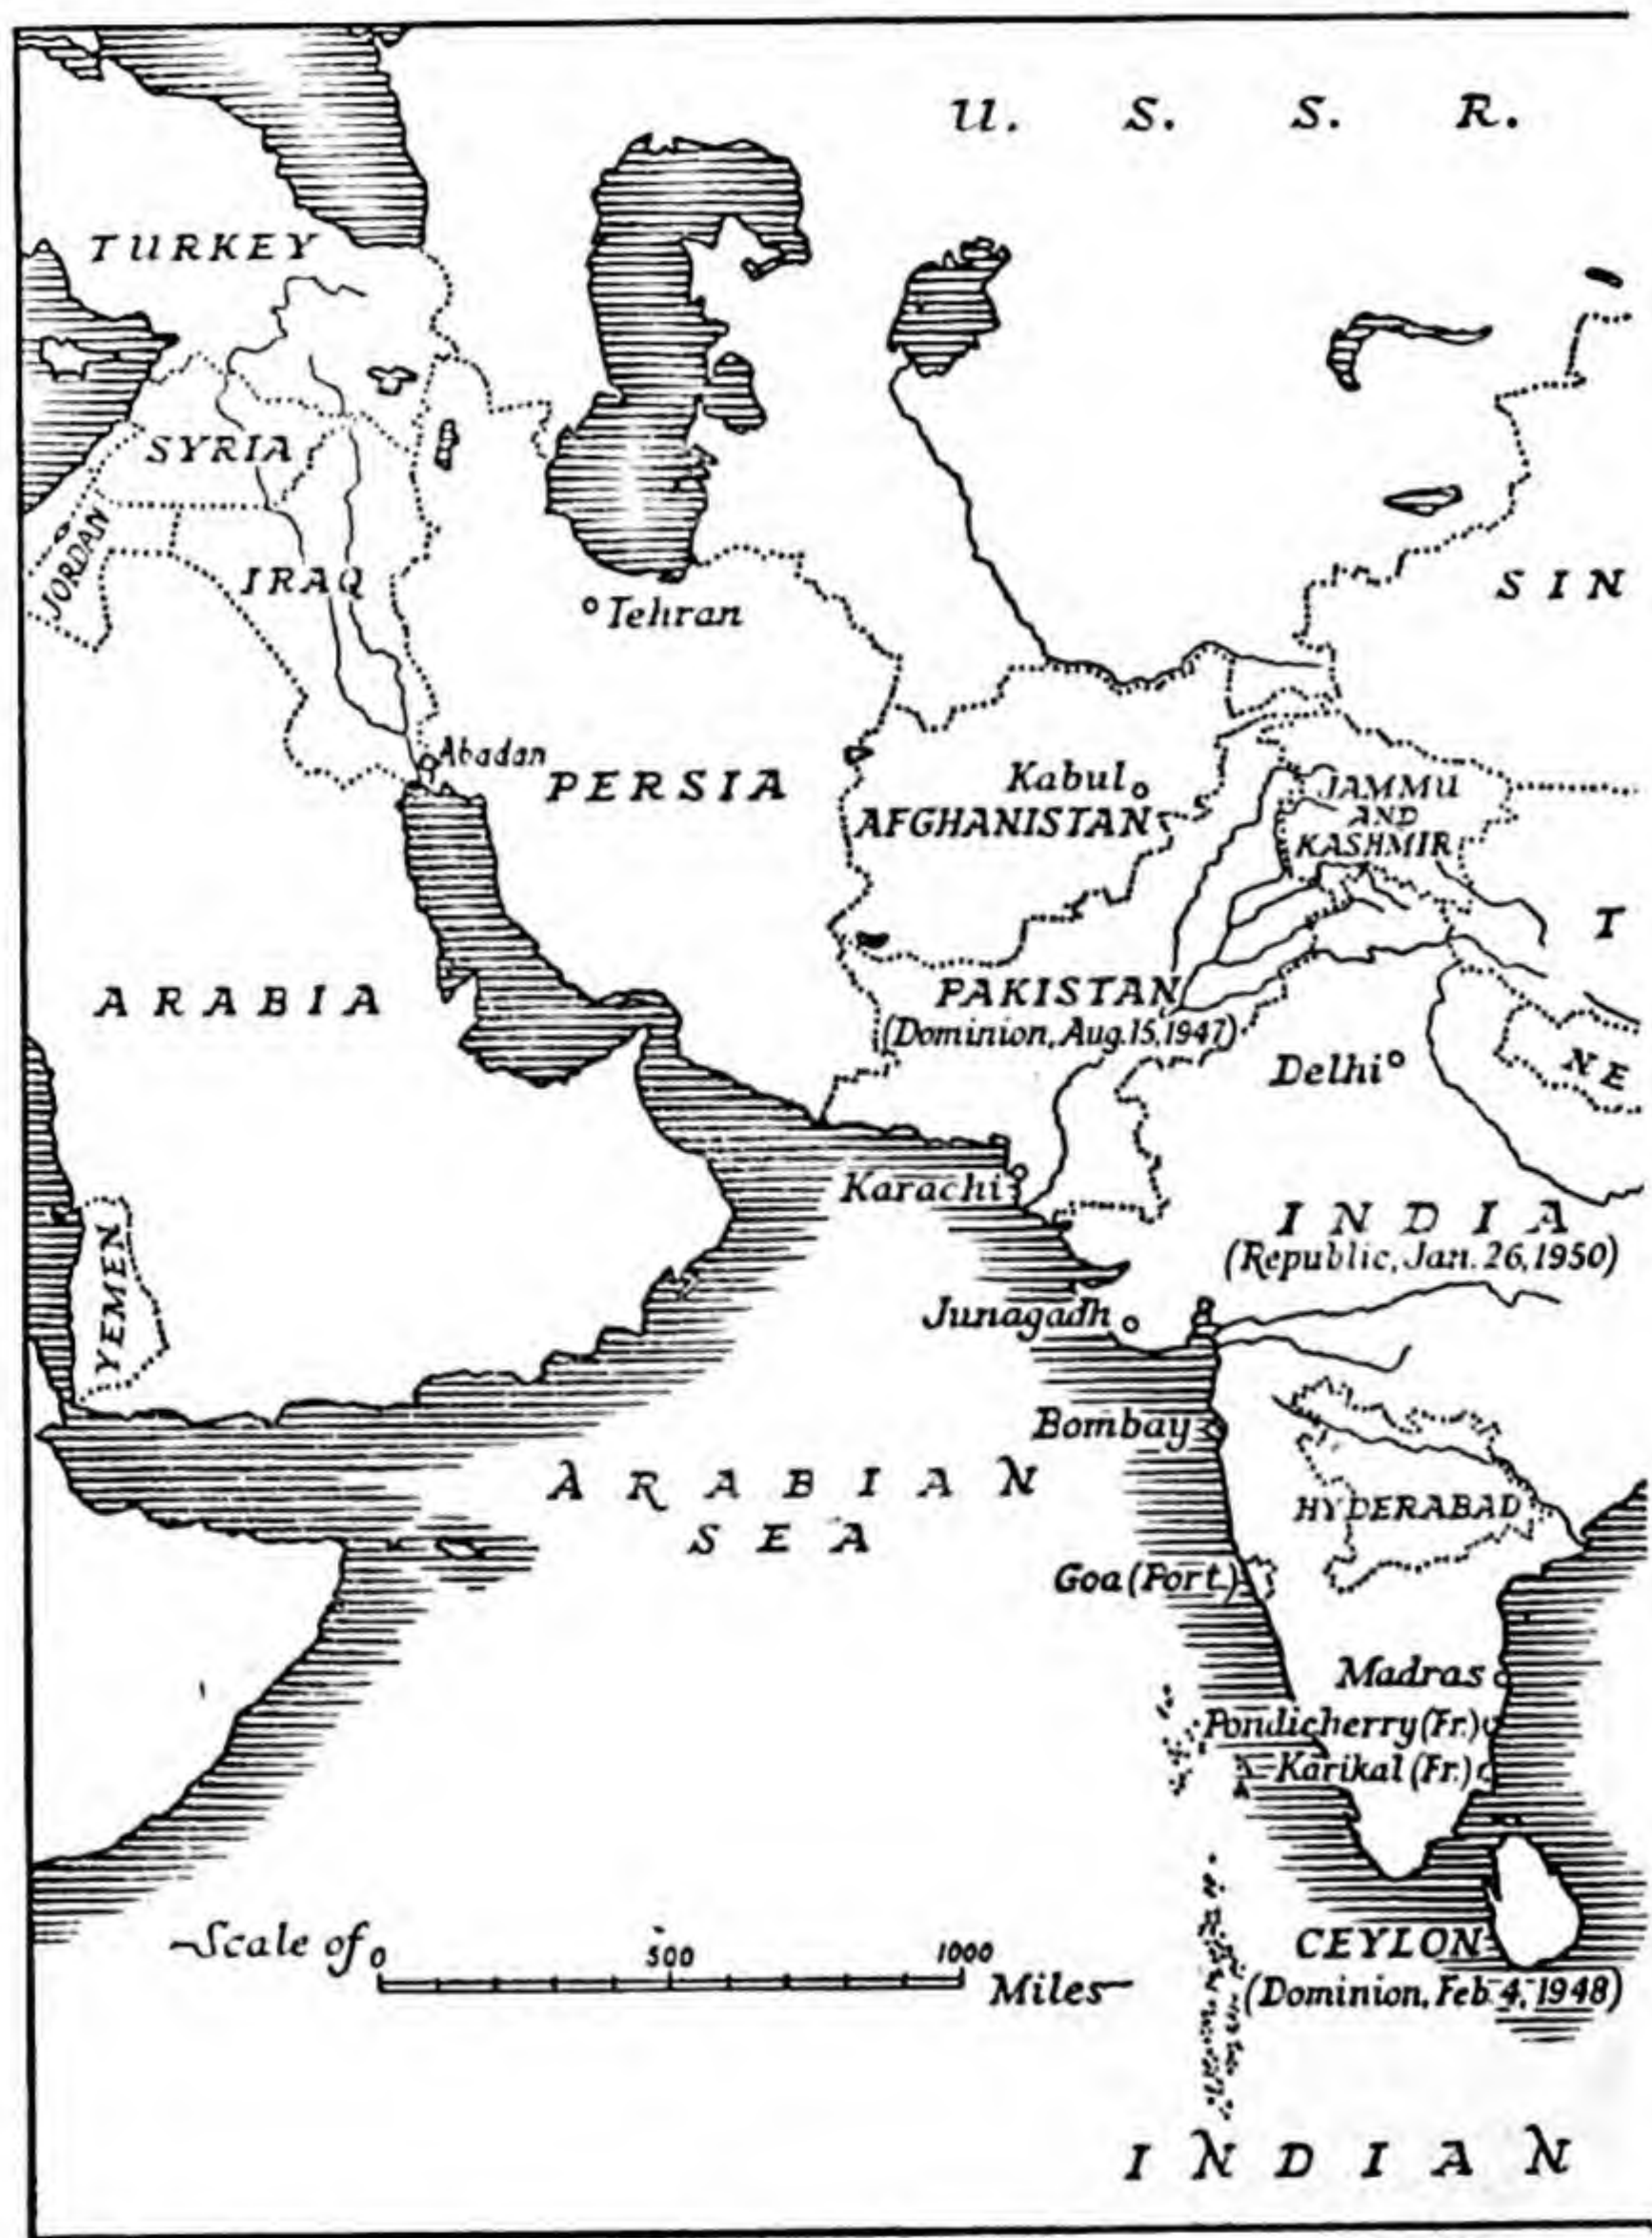 U. S. S. R.
TURKEY
SYRIA
JORDAN
IRAQ
Tehran
SIN
Abadan
PERSIA
Kabul
AFGHANISTAN
JAMMU
AND
KASHMIR
T
ARABIA
PAKISTAN
(Dominion, Aug. 15, 1947)
Delhi
NE
Karachi
INDIA
(Republic, Jan. 26, 1950)
YEMEN
Junagadh
Bombay
ARABIAN
SEA
HYDERABAD
Goa (Port.)
Madras
Pondicherry (Fr.)
Karikal (Fr.)
CEYLON
(Dominion, Feb. 4, 1948)
Scale of 0 500 1000 Miles
INDIAN